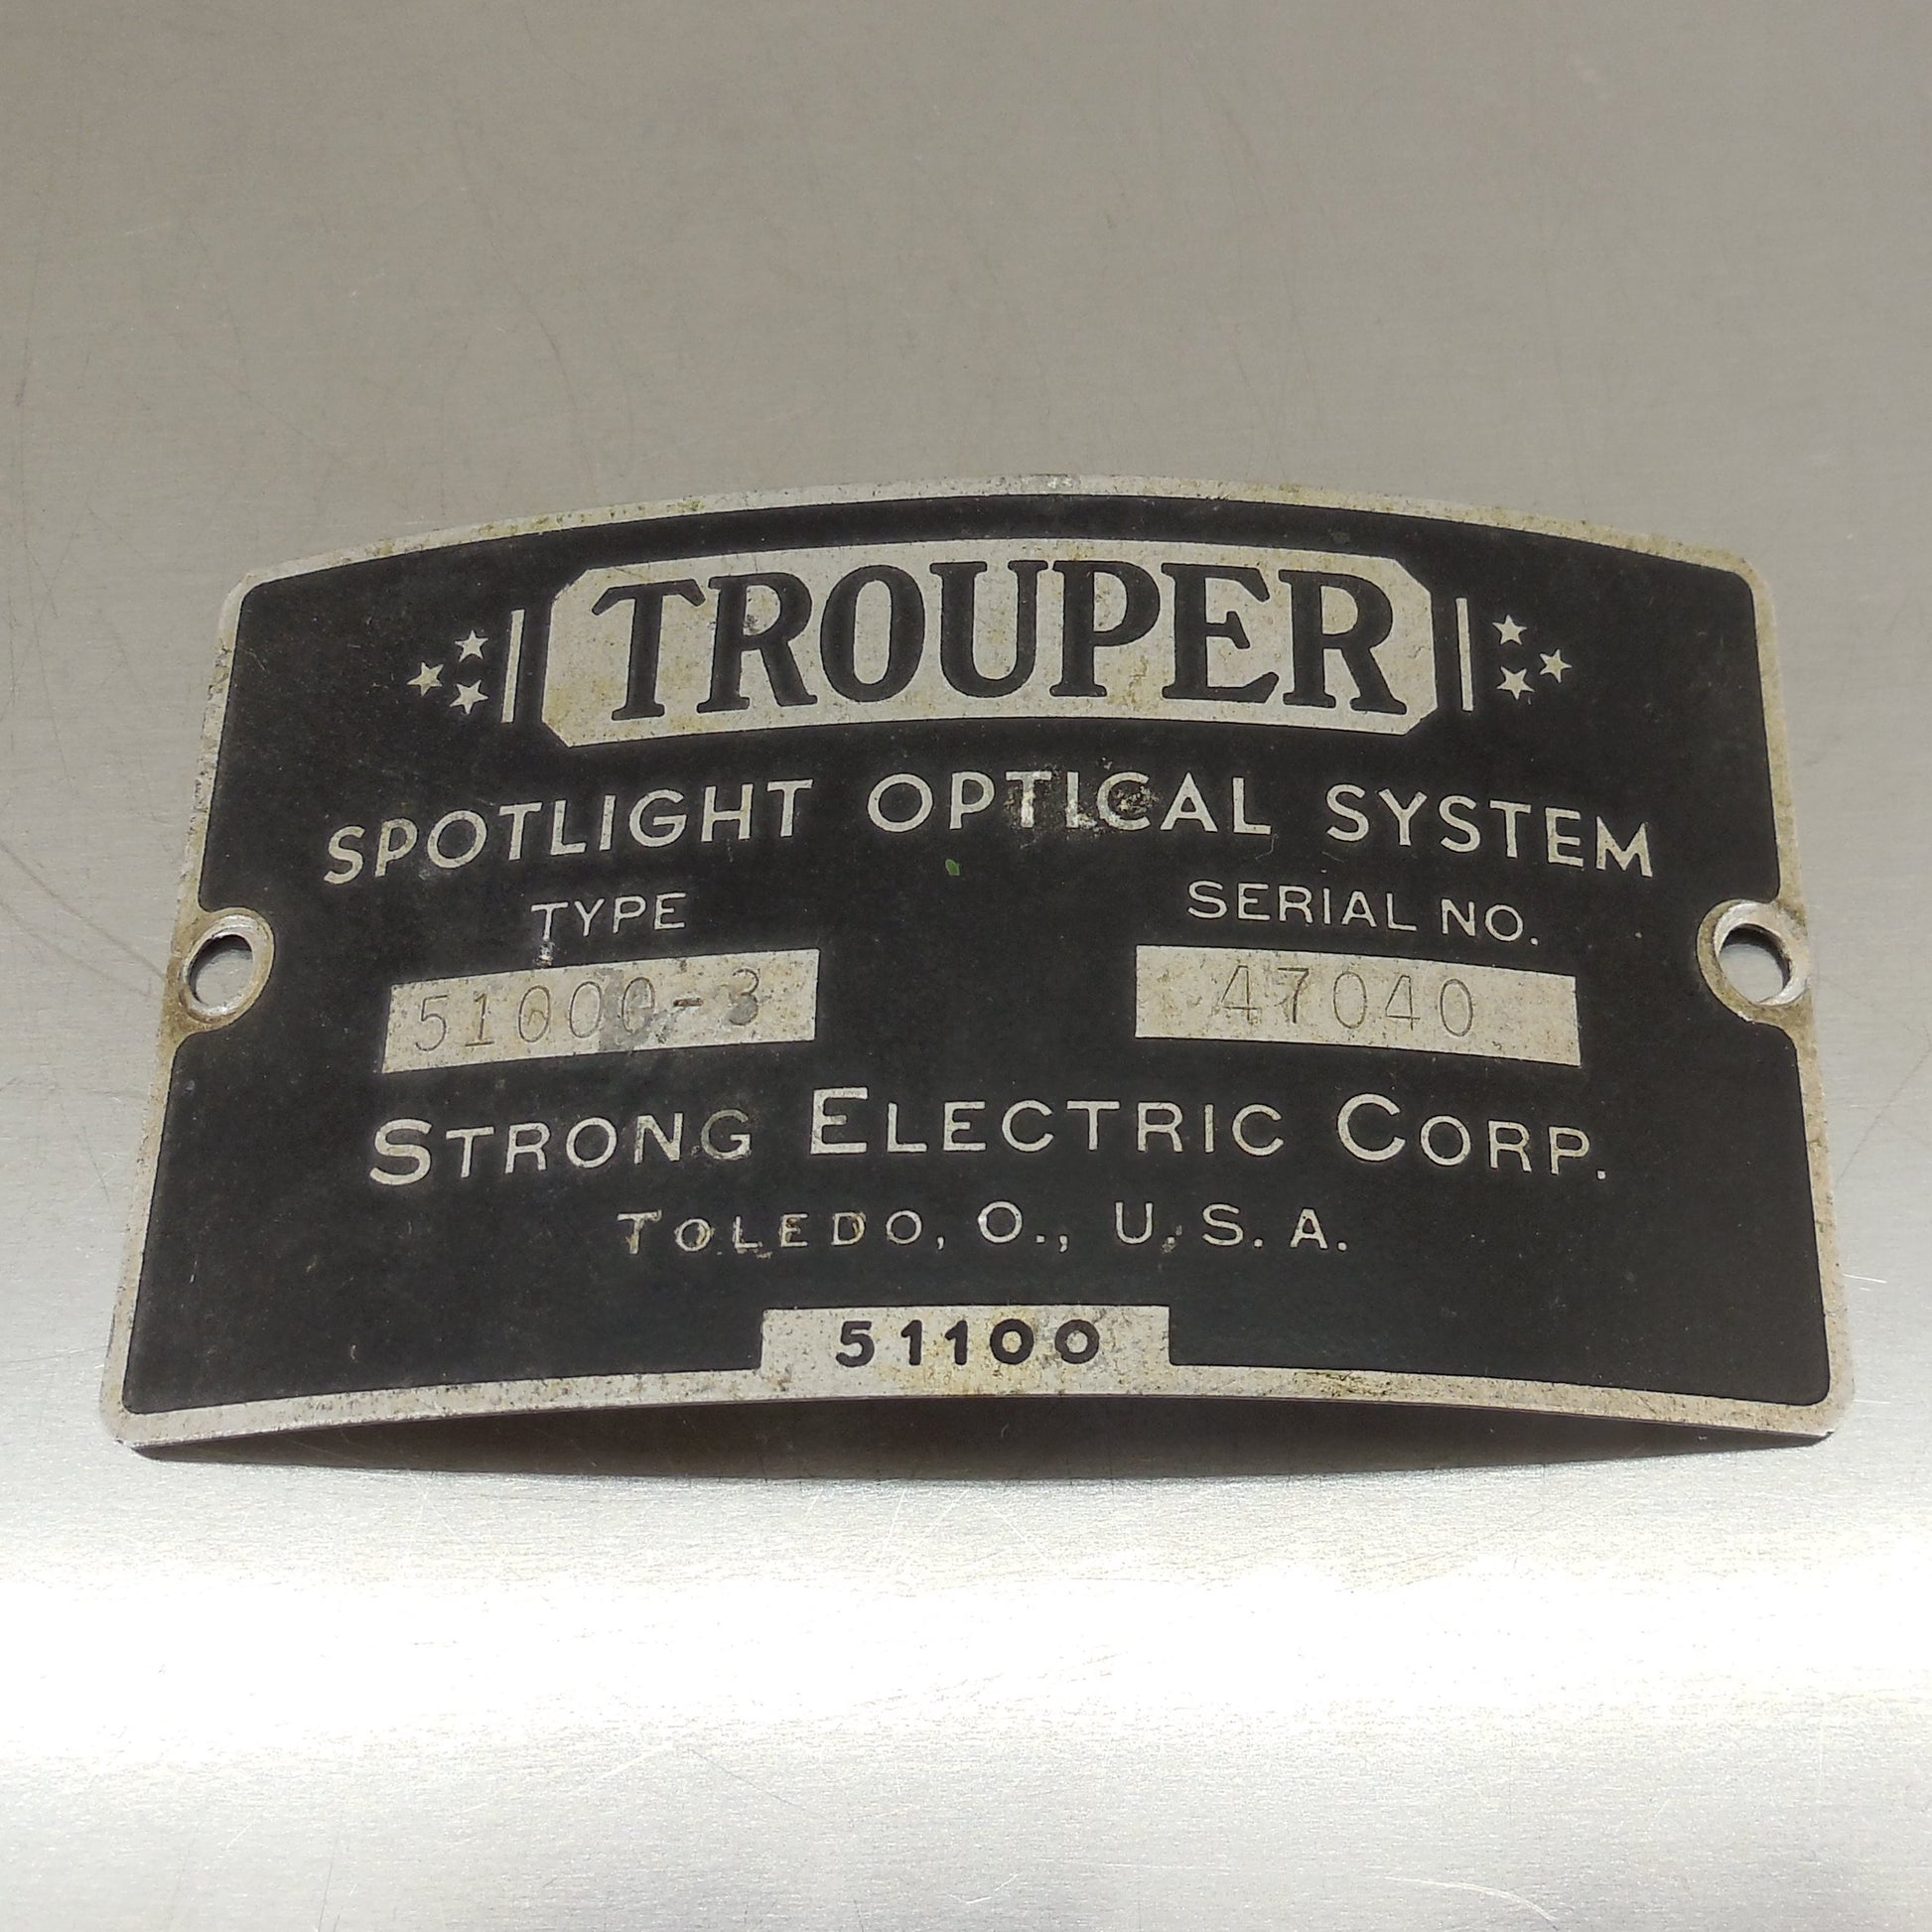 TROUPER
SPOTLIGHT OPTICAL SYSTEM
TYPE SERIAL NO.
51000-3 47040
STRONG ELECTRIC CORP.
TOLEDO, O., U.S.A.
51100